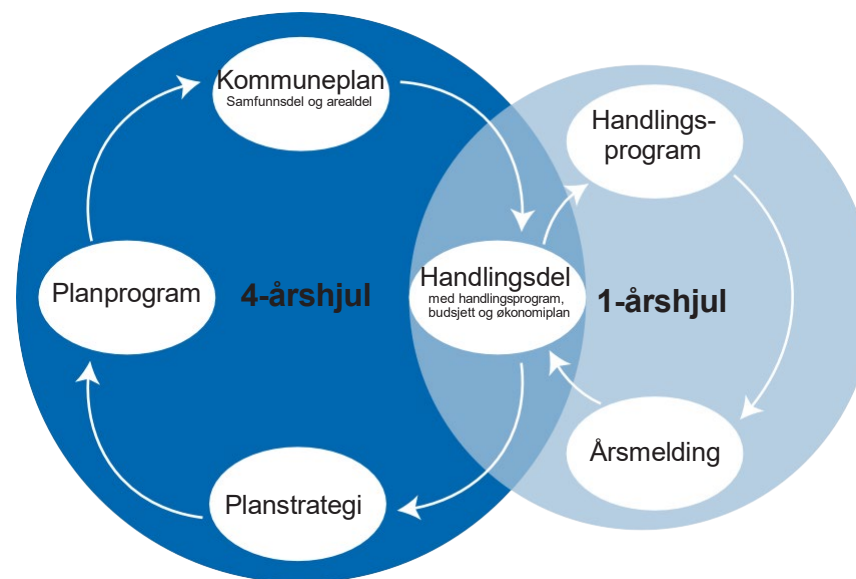 Kommuneplan
Samfunnsdel og arealdel
Handlings-
program
Planprogram
4-årshjul
Handlingsdel
med handlingsprogram,
budsjett og økonomiplan
1-årshjul
Årsmelding
Planstrategi